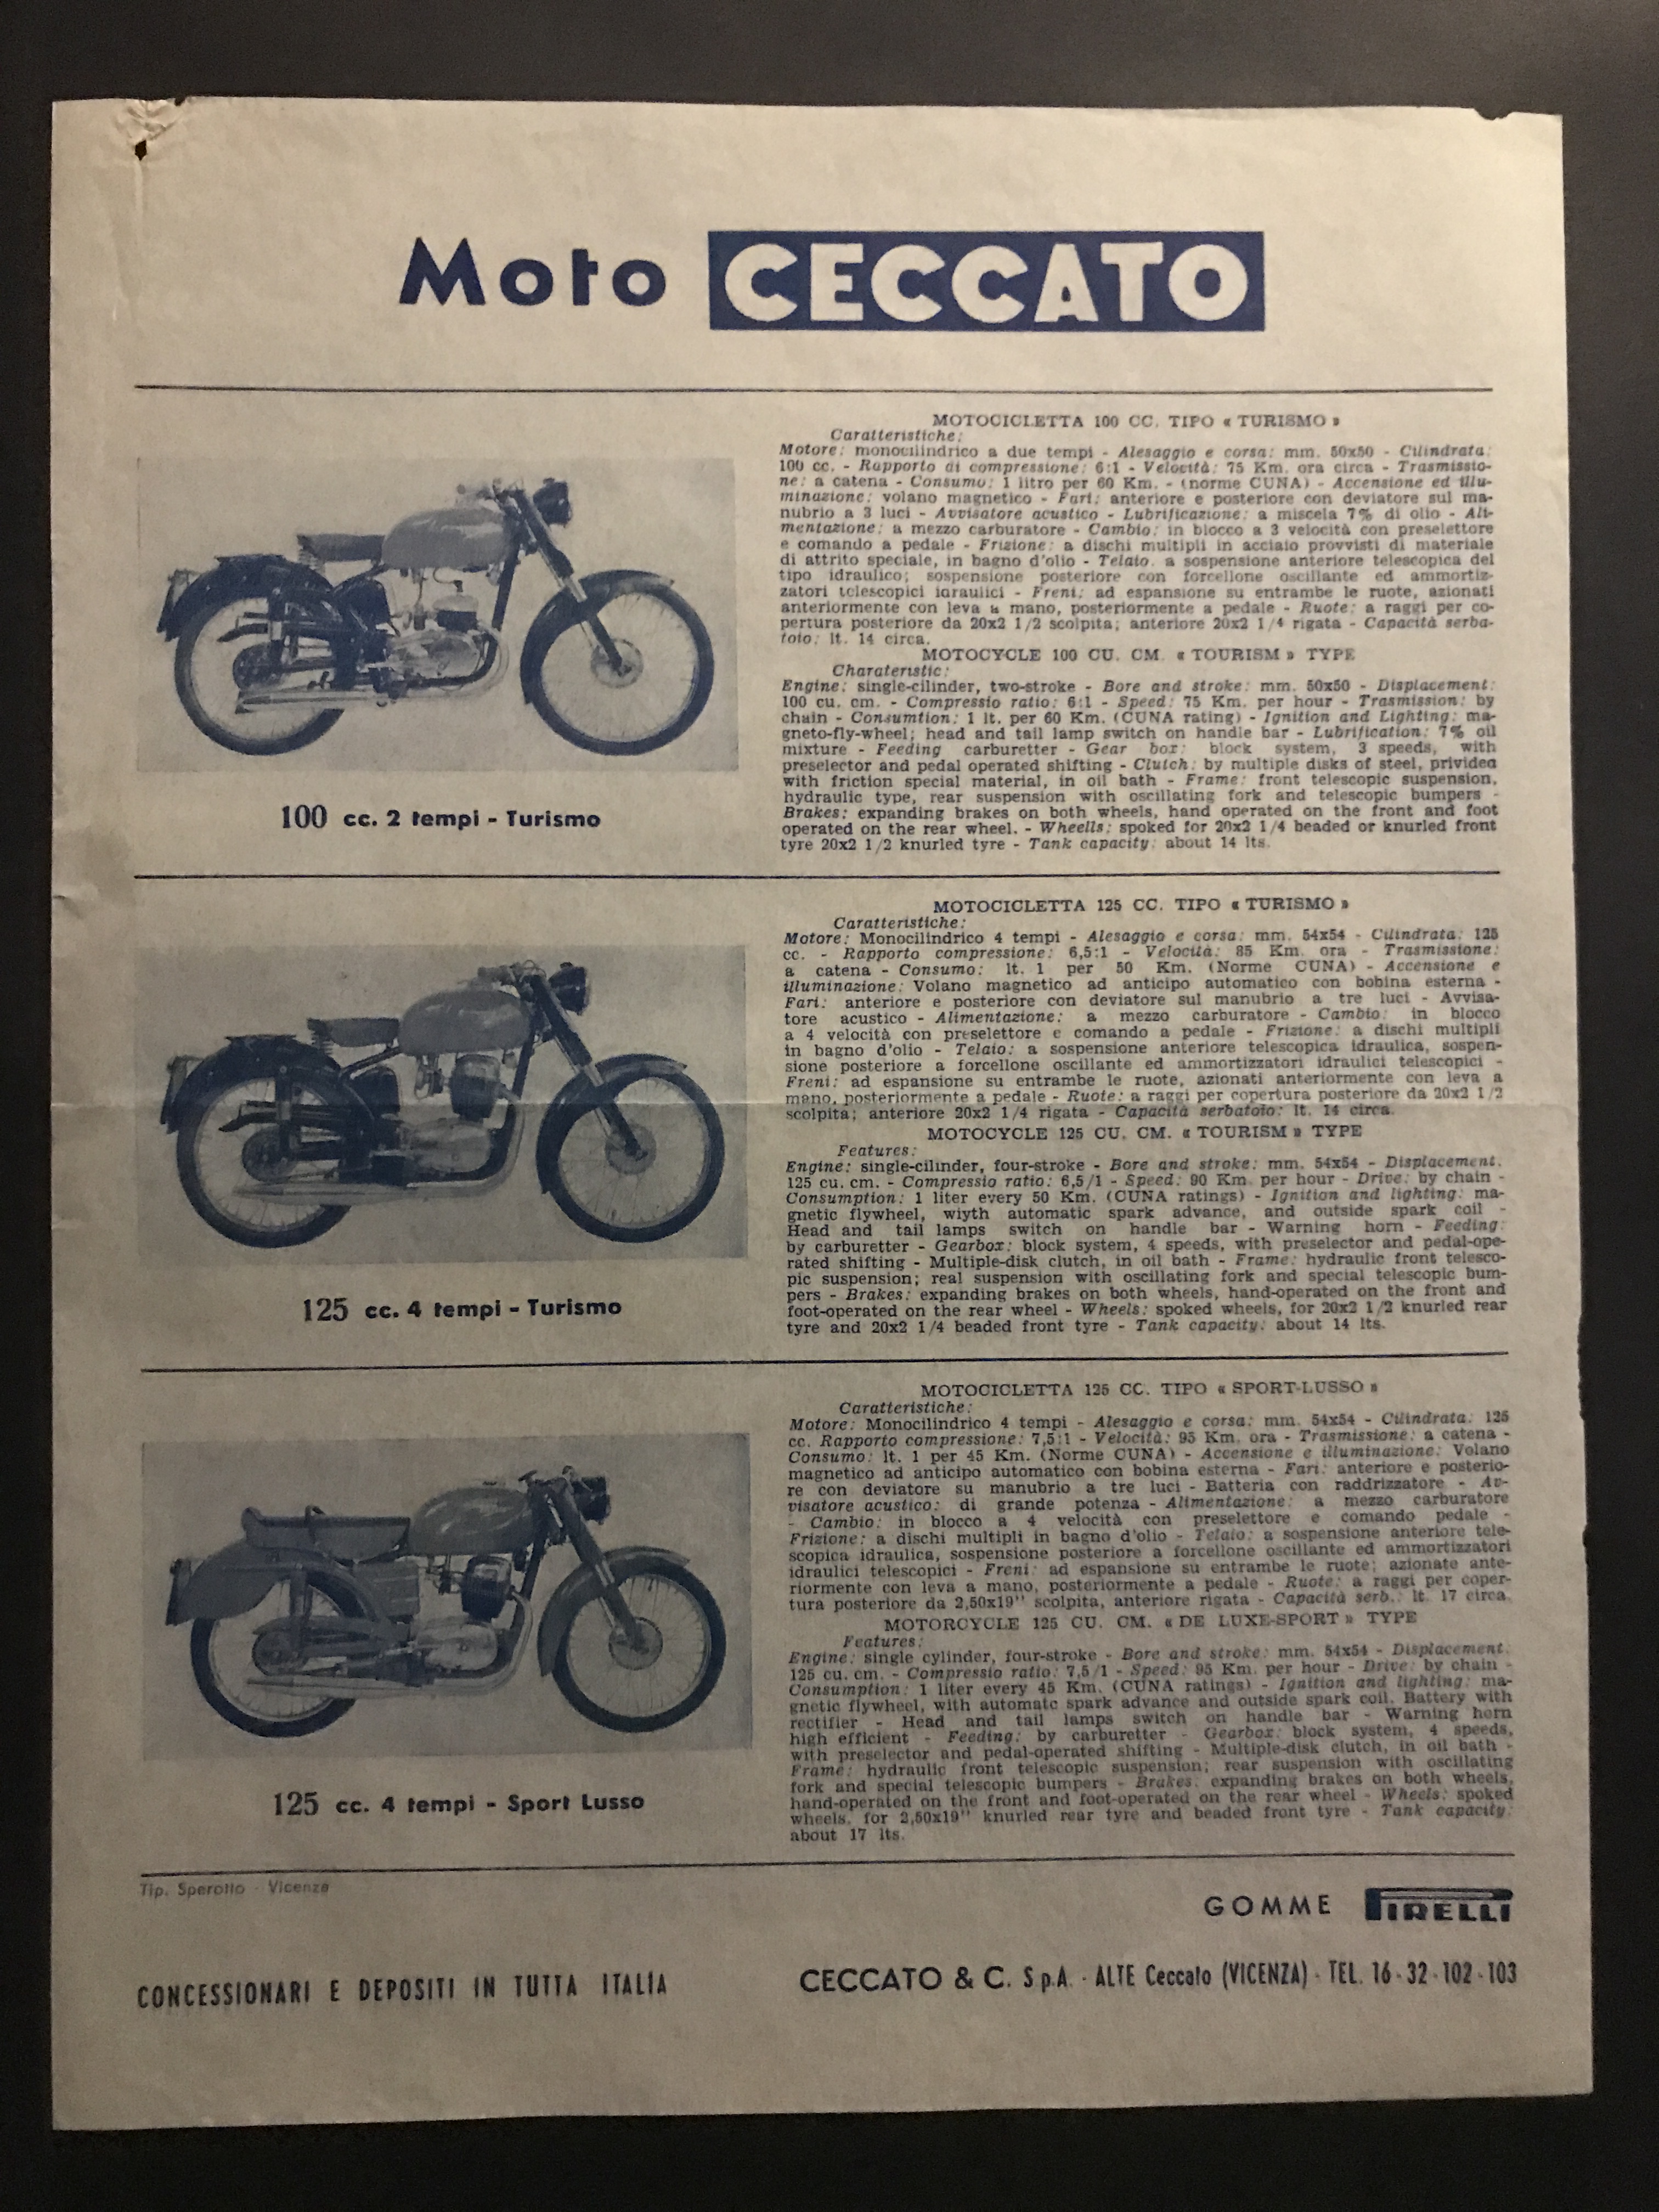 Moto CECCATO
MOTOCICLETTA 100 CC. TIPO « TURISMO »
Caratteristiche:
Motore: monocilindrico a due tempi - Alesaggio e corsa: mm. 50x50 - Cilindrata:
100 cc. - Rapporto di compressione: 6:1 - Velocità: 75 Km. ora circa - Trasmissio-
ne: a catena - Consumo: 1 litro per 60 Km. - (norme CUNA) - Accensione ed illu-
minazione: volano magnetico - Fari: anteriore e posteriore con deviatore sul ma-
nubrio a 3 luci - Avvisatore acustico - Lubrificazione: a miscela 7% di olio - Ali-
mentazione: a mezzo carburatore - Cambio: in blocco a 3 velocità con preselettore
e comando a pedale - Frizione: a dischi multipli in acciaio provvisti di materiale
di attrito speciale, in bagno d'olio - Telaio. a sospensione anteriore telescopica del
tipo idraulico; sospensione posteriore con forcellone oscillante ed ammortiz-
zatori telescopici idraulici - Freni: ad espansione su entrambe le ruote, azionati
anteriormente con leva a mano, posteriormente a pedale - Ruote: a raggi per co-
pertura posteriore da 20x2 1/2 scolpita; anteriore 20x2 1/4 rigata - Capacità serba-
toio: lt. 14 circa.
MOTOCYCLE 100 CU. CM. « TOURISM » TYPE
Charateristic:
Engine: single-cilinder, two-stroke - Bore and stroke: mm. 50x50 - Displacement:
100 cu. cm. - Compressio ratio: 6:1 - Speed: 75 Km. per hour - Trasmission: by
chain - Consumtion: 1 lt. per 60 Km. (CUNA rating) - Ignition and Lighting: ma-
gneto-fly-wheel; head and tail lamp switch on handle bar - Lubrification: 7% oil
mixture - Feeding carburetter - Gear box: block system, 3 speeds, with
preselector and pedal operated shifting - Clutch: by multiple disks of steel, prividea
with friction special material, in oil bath - Frame: front telescopic suspension,
hydraulic type, rear suspension with oscillating fork and telescopic bumpers -
Brakes: expanding brakes on both wheels, hand operated on the front and foot
operated on the rear wheel. - Wheells: spoked for 20x2 1/4 beaded or knurled front
tyre 20x2 1/2 knurled tyre - Tank capacity: about 14 lts.
100 cc. 2 tempi - Turismo
MOTOCICLETTA 125 CC. TIPO « TURISMO »
Caratteristiche:
Motore: Monocilindrico 4 tempi - Alesaggio e corsa: mm. 54x54 - Cilindrata: 125
cc. - Rapporto compressione: 6,5:1 - Velocità: 85 Km. ora - Trasmissione:
a catena - Consumo: lt. 1 per 50 Km. (Norme CUNA) - Accensione e
illuminazione: Volano magnetico ad anticipo automatico con bobina esterna -
Fari: anteriore e posteriore con deviatore sul manubrio a tre luci - Avvisa-
tore acustico - Alimentazione: a mezzo carburatore - Cambio: in blocco
a 4 velocità con preselettore e comando a pedale - Frizione: a dischi multipli
in bagno d'olio - Telaio: a sospensione anteriore telescopica idraulica, sospen-
sione posteriore a forcellone oscillante ed ammortizzatori idraulici telescopici -
Freni: ad espansione su entrambe le ruote, azionati anteriormente con leva a
mano, posteriormente a pedale - Ruote: a raggi per copertura posteriore da 20x2 1/2
scolpita; anteriore 20x2 1/4 rigata - Capacità serbatoio: lt. 14 circa.
MOTOCYCLE 125 CU. CM. « TOURISM » TYPE
Features:
Engine: single-cilinder, four-stroke - Bore and stroke: mm. 54x54 - Displacement.
125 cu. cm. - Compressio ratio: 6,5/1 - Speed: 90 Km. per hour - Drive: by chain -
Consumption: 1 liter every 50 Km. (CUNA ratings) - Ignition and lighting: ma-
gnetic flywheel, wiyth automatic spark advance, and outside spark coil -
Head and tail lamps switch on handle bar - Warning horn - Feeding:
by carburetter - Gearbox: block system, 4 speeds, with preselector and pedal-ope-
rated shifting - Multiple-disk clutch, in oil bath - Frame: hydraulic front telesco-
pic suspension; real suspension with oscillating fork and special telescopic bum-
pers - Brakes: expanding brakes on both wheels, hand-operated on the front and
foot-operated on the rear wheel - Wheels: spoked wheels, for 20x2 1/2 knurled rear
tyre and 20x2 1/4 beaded front tyre - Tank capacity: about 14 lts.
125 cc. 4 tempi - Turismo
MOTOCICLETTA 125 CC. TIPO « SPORT-LUSSO »
Caratteristiche:
Motore: Monocilindrico 4 tempi - Alesaggio e corsa: mm. 54x54 - Cilindrata: 125
cc. Rapporto compressione: 7,5:1 - Velocità: 95 Km. ora - Trasmissione: a catena -
Consumo: lt. 1 per 45 Km. (Norme CUNA) - Accensione e illuminazione: Volano
magnetico ad anticipo automatico con bobina esterna - Fari: anteriore e posterio-
re con deviatore su manubrio a tre luci - Batteria con raddrizzatore - Av-
visatore acustico: di grande potenza - Alimentazione: a mezzo carburatore
- Cambio: in blocco a 4 velocità con preselettore e comando pedale -
Frizione: a dischi multipli in bagno d'olio - Telaio: a sospensione anteriore tele-
scopica idraulica, sospensione posteriore a forcellone oscillante ed ammortizzatori
idraulici telescopici - Freni: ad espansione su entrambe le ruote; azionate ante-
riormente con leva a mano, posteriormente a pedale - Ruote: a raggi per coper-
tura posteriore da 2,50x19" scolpita, anteriore rigata - Capacità serb.: lt. 17 circa.
MOTORCYCLE 125 CU. CM. « DE LUXE-SPORT » TYPE
Features:
Engine: single cylinder, four-stroke - Bore and stroke: mm. 54x54 - Displacement:
125 cu. cm. - Compressio ratio: 7,5/1 - Speed: 95 Km. per hour - Drive: by chain -
Consumption: 1 liter every 45 Km. (CUNA ratings) - Ignition and lighting: ma-
gnetic flywheel, with automatc spark advance and outside spark coil. Battery with
rectifier - Head and tail lamps switch on handle bar - Warning horn
high efficient - Feeding: by carburetter - Gearbox: block system, 4 speeds,
with preselector and pedal-operated shifting - Multiple-disk clutch, in oil bath -
Frame: hydraulic front telescopic suspension; rear suspension with oscillating
fork and special telescopic bumpers - Brakes: expanding brakes on both wheels,
hand-operated on the front and foot-operated on the rear wheel - Wheels: spoked
wheels, for 2,50x19" knurled rear tyre and beaded front tyre - Tank capacity:
about 17 lts.
125 cc. 4 tempi - Sport Lusso
Tip. Sperotto - Vicenza
GOMME PIRELLI
CONCESSIONARI E DEPOSITI IN TUTTA ITALIA
CECCATO & C. S.p.A. - ALTE Ceccato (VICENZA) - TEL. 16 - 32 - 102 - 103